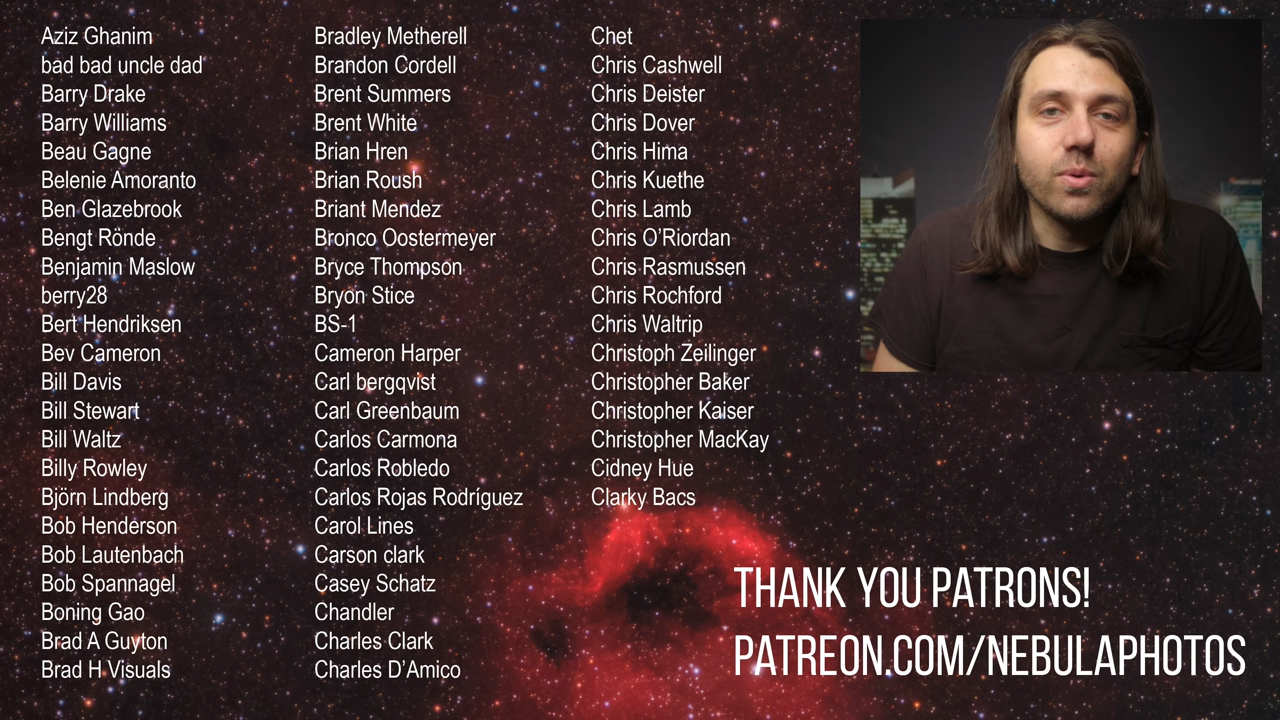 Aziz Ghanim
bad bad uncle dad
Barry Drake
Barry Williams
Beau Gagne
Belenie Amoranto
Ben Glazebrook
Bengt Rönde
Benjamin Maslow
berry28
Bert Hendriksen
Bev Cameron
Bill Davis
Bill Stewart
Bill Waltz
Billy Rowley
Björn Lindberg
Bob Henderson
Bob Lautenbach
Bob Spannagel
Boning Gao
Brad A Guyton
Brad H Visuals
Bradley Metherell
Brandon Cordell
Brent Summers
Brent White
Brian Hren
Brian Roush
Briant Mendez
Bronco Oostermeyer
Bryce Thompson
Bryon Stice
BS-1
Cameron Harper
Carl bergqvist
Carl Greenbaum
Carlos Carmona
Carlos Robledo
Carlos Rojas Rodríguez
Carol Lines
Carson clark
Casey Schatz
Chandler
Charles Clark
Charles D’Amico
Chet
Chris Cashwell
Chris Deister
Chris Dover
Chris Hima
Chris Kuethe
Chris Lamb
Chris O’Riordan
Chris Rasmussen
Chris Rochford
Chris Waltrip
Christoph Zeilinger
Christopher Baker
Christopher Kaiser
Christopher MacKay
Cidney Hue
Clarky Bacs
THANK YOU PATRONS!
PATREON.COM/NEBULAPHOTOS